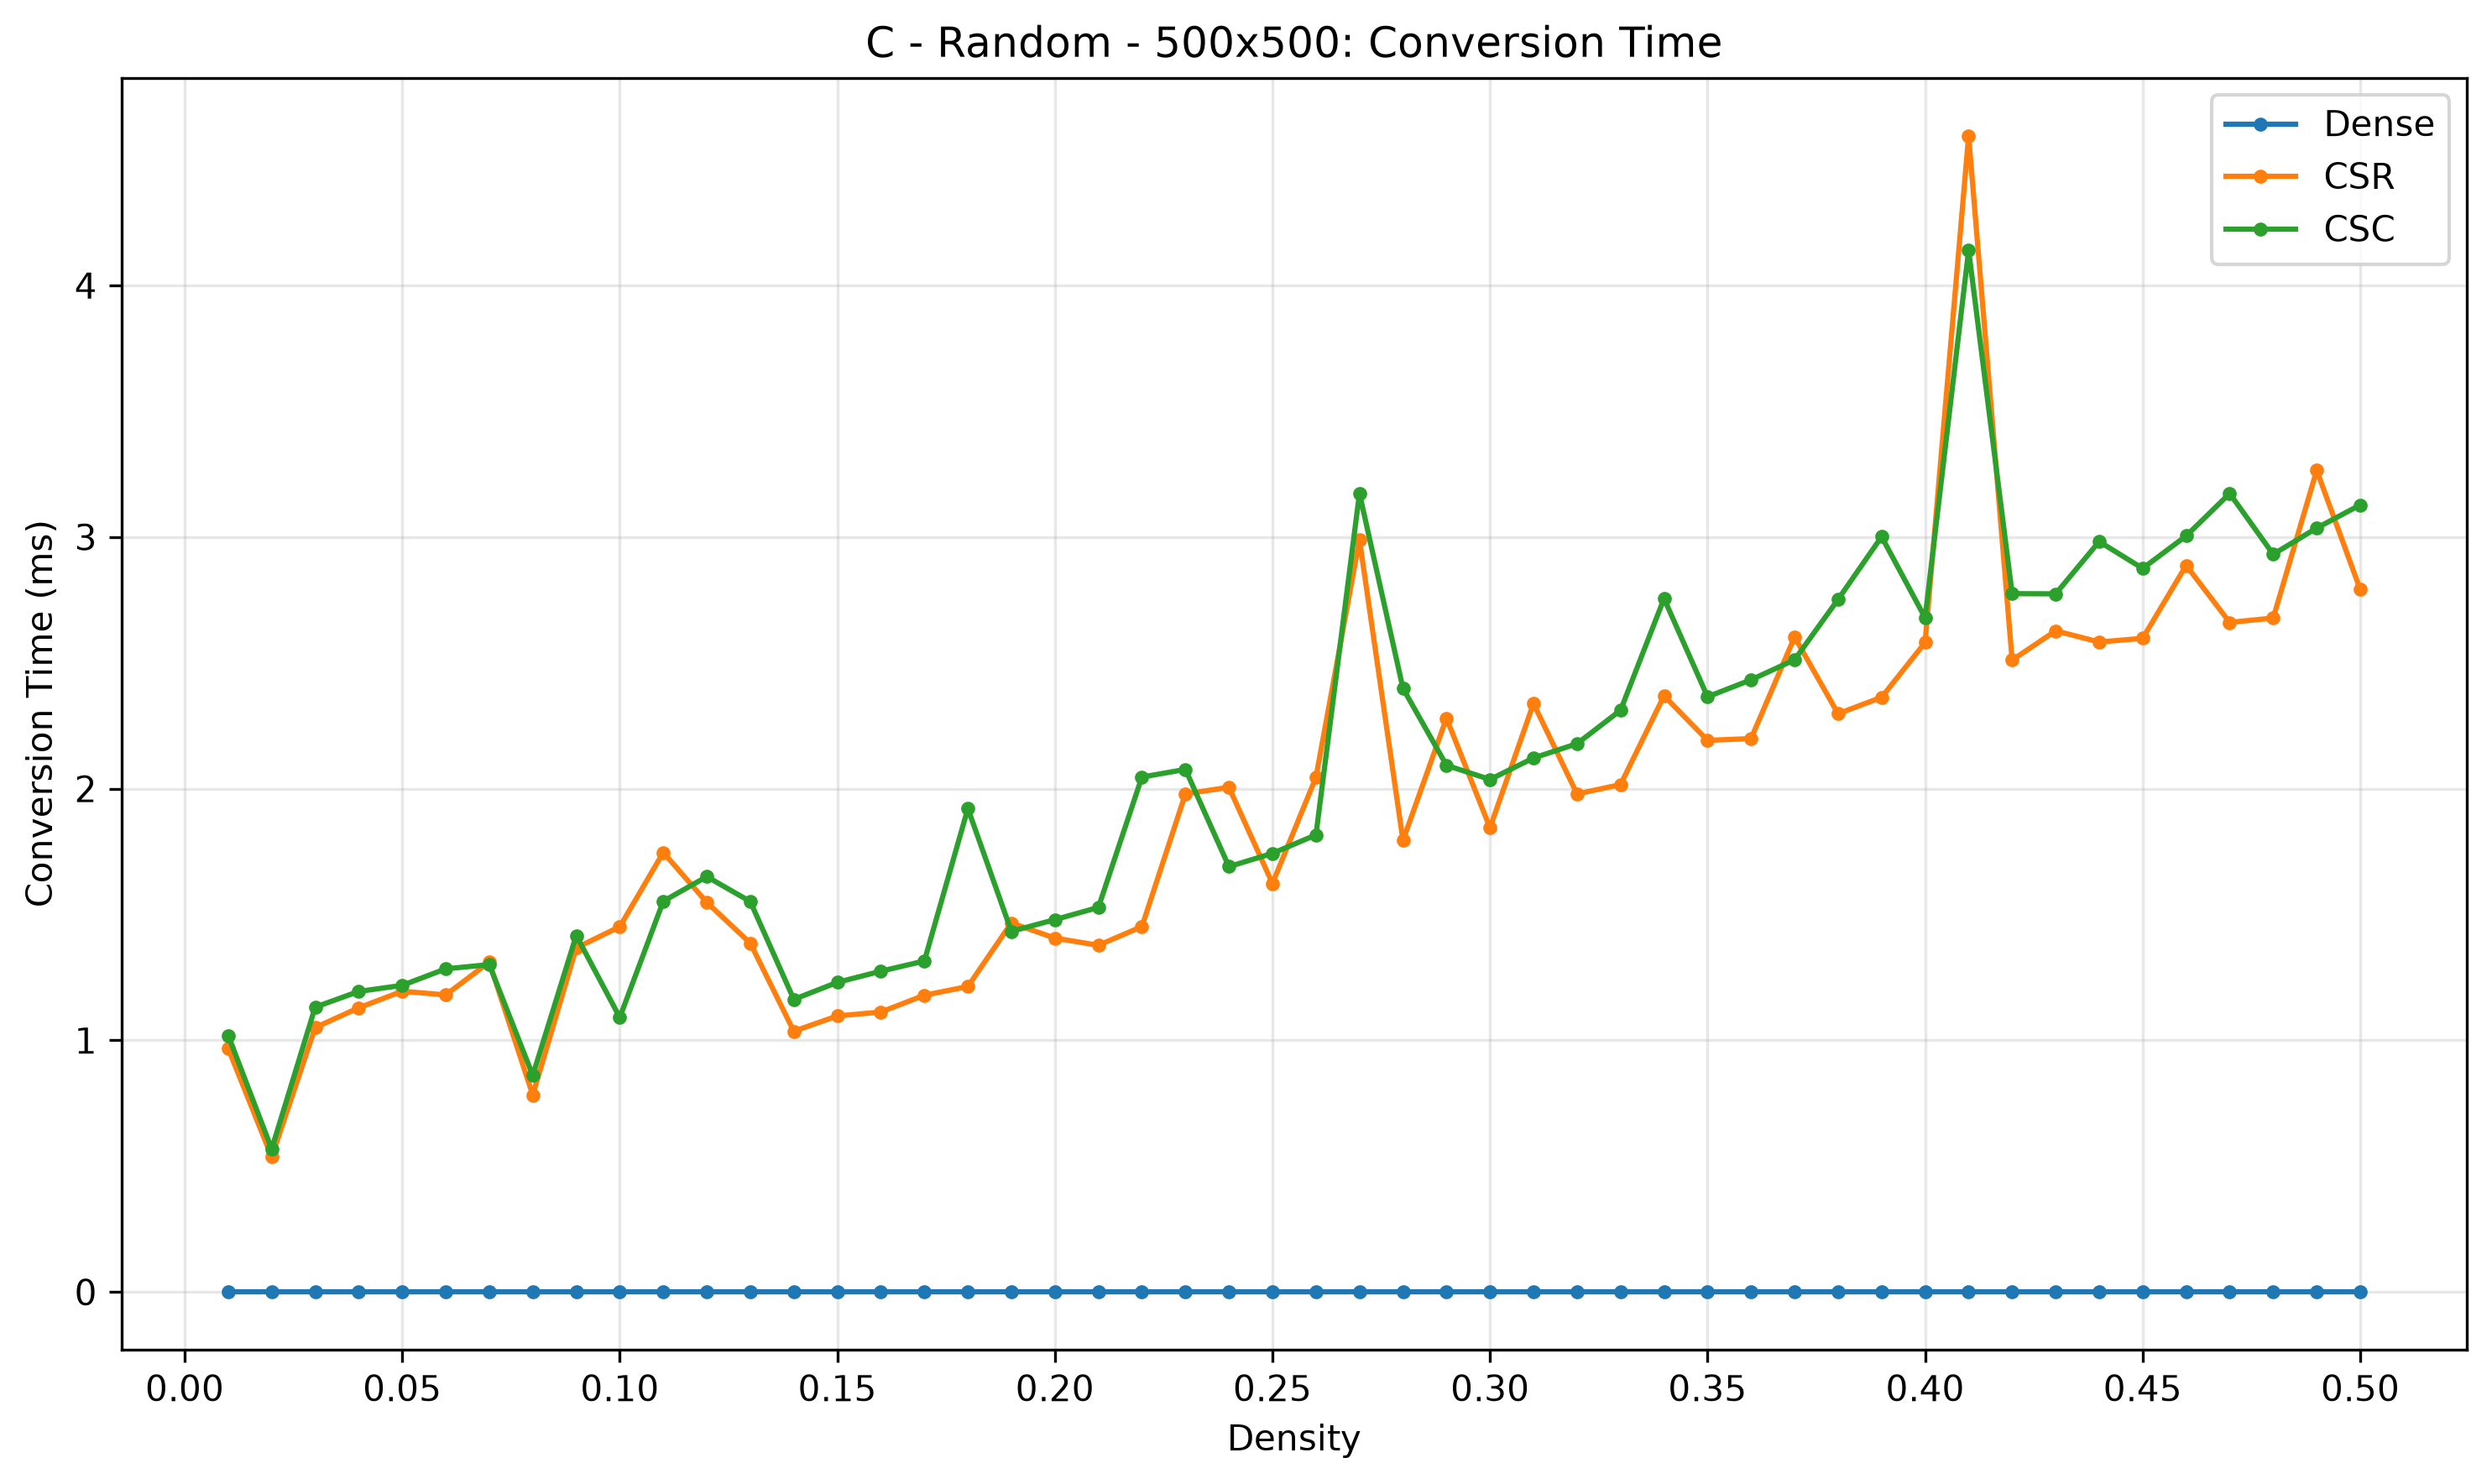 C - Random - 500x500: Conversion Time
Dense
CSR
CSC
Conversion Time (ms)
4
3
2
1
0
0.00 0.05 0.10 0.15 0.20 0.25 0.30 0.35 0.40 0.45 0.50
Density